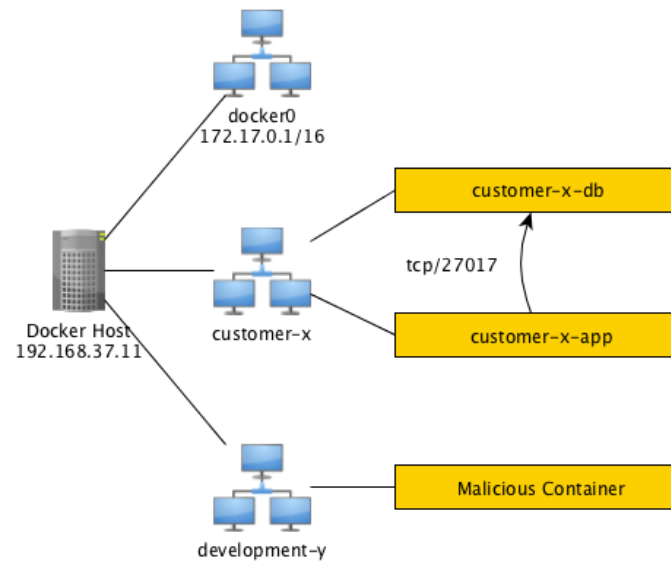 docker0
172.17.0.1/16
customer-x-db
tcp/27017
Docker Host
192.168.37.11
customer-x
customer-x-app
Malicious Container
development-y